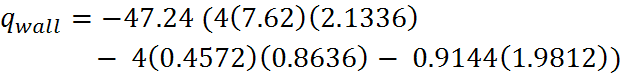 q_wall = −47.24 (4(7.62)(2.1336)
− 4(0.4572)(0.8636) − 0.9144(1.9812))